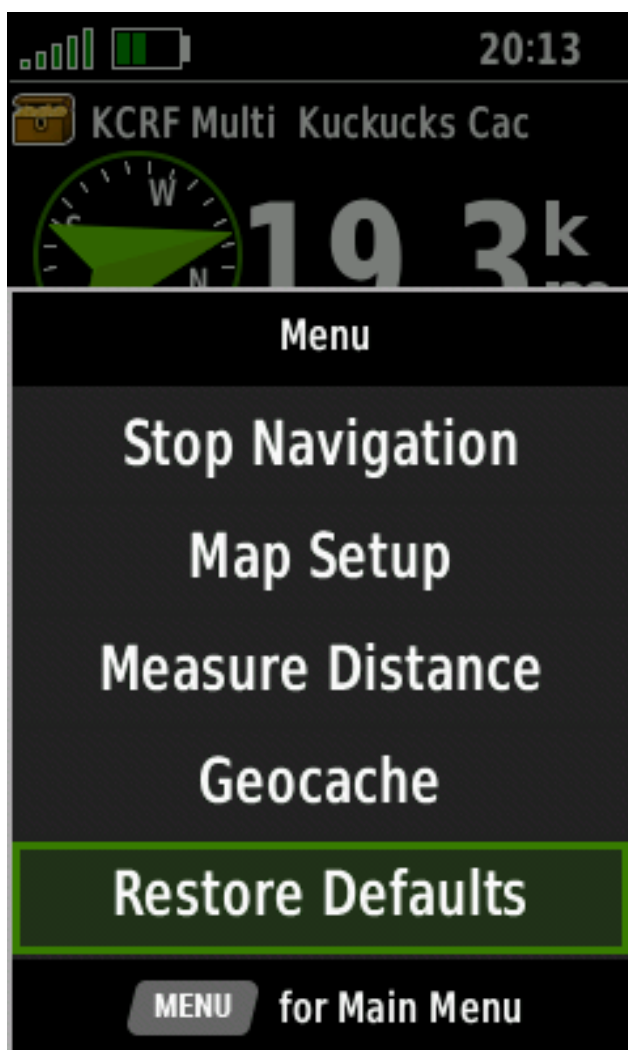 20:13
KCRF Multi Kuckucks Cac
W
N
19 3 k
Menu
Stop Navigation
Map Setup
Measure Distance
Geocache
Restore Defaults
MENU for Main Menu